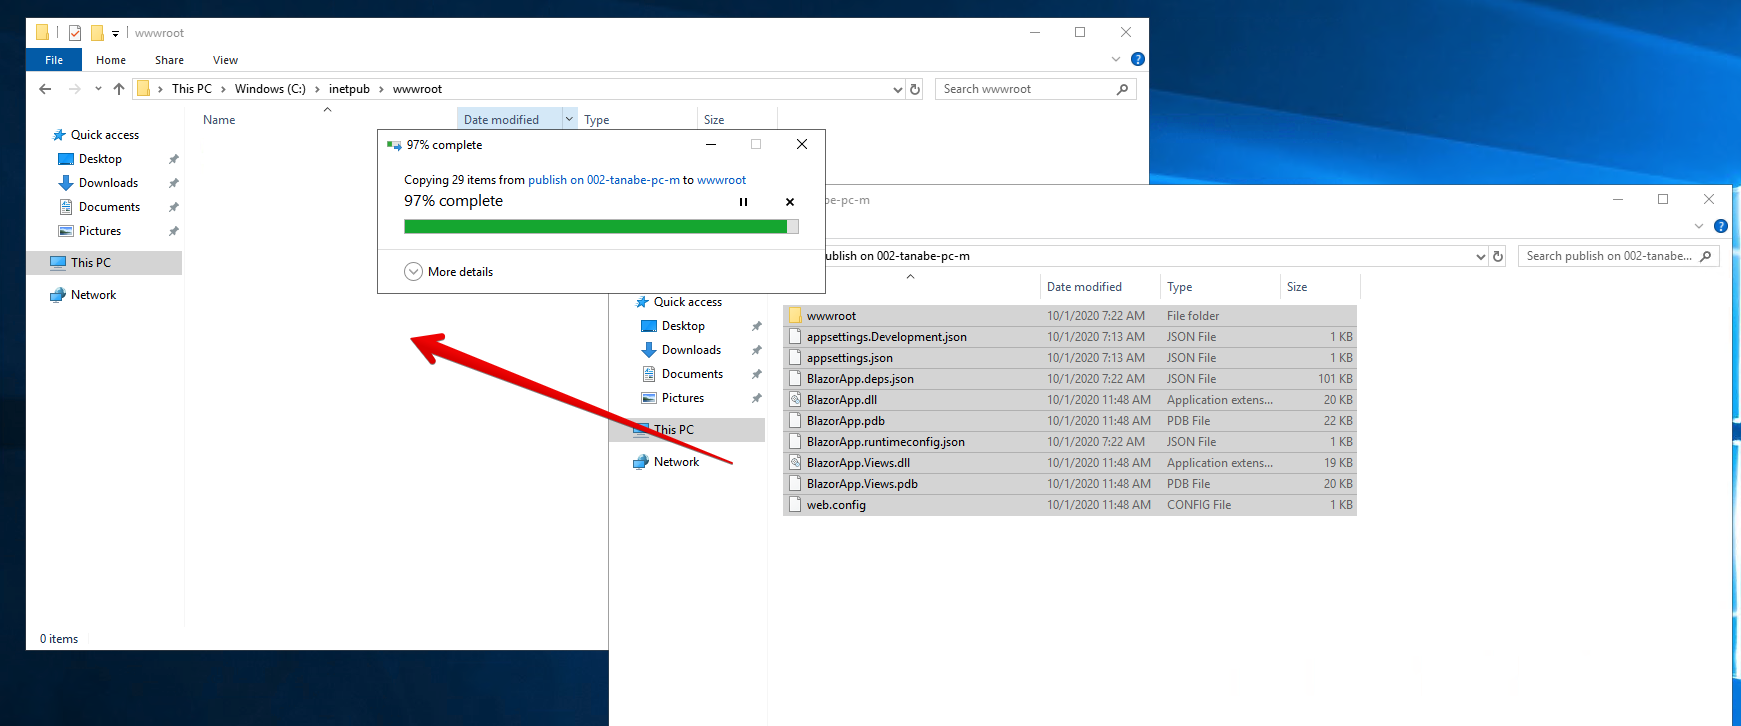 wwwroot
File Home Share View
This PC Windows (C:) inetpub wwwroot
Search wwwroot
Name Date modified Type Size
Quick access
Desktop
Downloads
Documents
Pictures
This PC
Network
0 items
97% complete
Copying 29 items from publish on 002-tanabe-pc-m to wwwroot
97% complete
More details
be-pc-m
ublish on 002-tanabe-pc-m
Search publish on 002-tanabe...
Date modified Type Size
Quick access
Desktop
Downloads
Documents
Pictures
This PC
Network
wwwroot 10/1/2020 7:22 AM File folder
appsettings.Development.json 10/1/2020 7:13 AM JSON File 1 KB
appsettings.json 10/1/2020 7:13 AM JSON File 1 KB
BlazorApp.deps.json 10/1/2020 7:22 AM JSON File 101 KB
BlazorApp.dll 10/1/2020 11:48 AM Application extens... 20 KB
BlazorApp.pdb 10/1/2020 11:48 AM PDB File 22 KB
BlazorApp.runtimeconfig.json 10/1/2020 7:22 AM JSON File 1 KB
BlazorApp.Views.dll 10/1/2020 11:48 AM Application extens... 19 KB
BlazorApp.Views.pdb 10/1/2020 11:48 AM PDB File 20 KB
web.config 10/1/2020 11:48 AM CONFIG File 1 KB